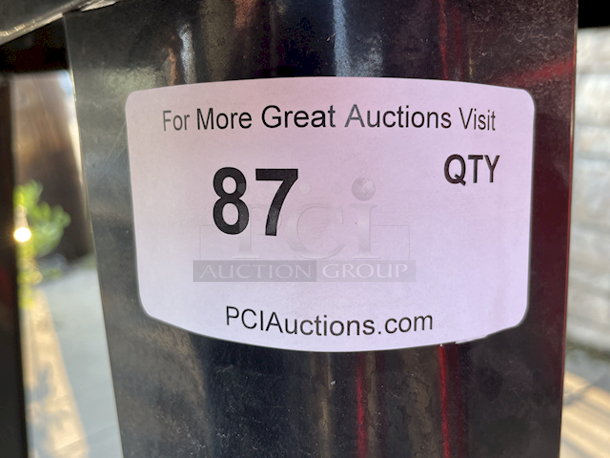 For More Great Auctions Visit
87
QTY
PCi
AUCTION GROUP
PCIAuctions.com